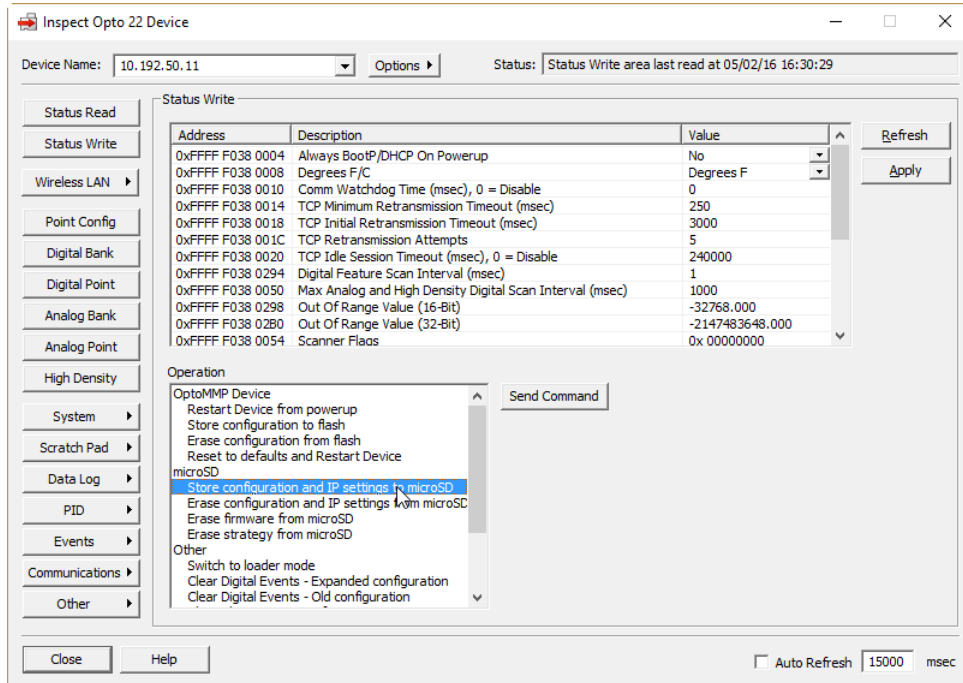 Inspect Opto 22 Device
Device Name: 10.192.50.11 Options Status: Status Write area last read at 05/02/16 16:30:29
Status Read
Status Write
Wireless LAN
Point Config
Digital Bank
Digital Point
Analog Bank
Analog Point
High Density
System
Scratch Pad
Data Log
PID
Events
Communications
Other
Status Write
Address Description Value
0xFFFF F038 0004 Always BootP/DHCP On Powerup No
0xFFFF F038 0008 Degrees F/C Degrees F
0xFFFF F038 0010 Comm Watchdog Time (msec), 0 = Disable 0
0xFFFF F038 0014 TCP Minimum Retransmission Timeout (msec) 250
0xFFFF F038 0018 TCP Initial Retransmission Timeout (msec) 3000
0xFFFF F038 001C TCP Retransmission Attempts 5
0xFFFF F038 0020 TCP Idle Session Timeout (msec), 0 = Disable 240000
0xFFFF F038 0294 Digital Feature Scan Interval (msec) 1
0xFFFF F038 0050 Max Analog and High Density Digital Scan Interval (msec) 1000
0xFFFF F038 0298 Out Of Range Value (16-Bit) -32768.000
0xFFFF F038 02B0 Out Of Range Value (32-Bit) -2147483648.000
0xFFFF F038 0054 Scanner Flags 0x 00000000
Refresh
Apply
Operation
OptoMMP Device
Restart Device from powerup
Store configuration to flash
Erase configuration from flash
Reset to defaults and Restart Device
microSD
Store configuration and IP settings to microSD
Erase configuration and IP settings from microSD
Erase firmware from microSD
Erase strategy from microSD
Other
Switch to loader mode
Clear Digital Events - Expanded configuration
Clear Digital Events - Old configuration
Send Command
Close Help Auto Refresh 15000 msec